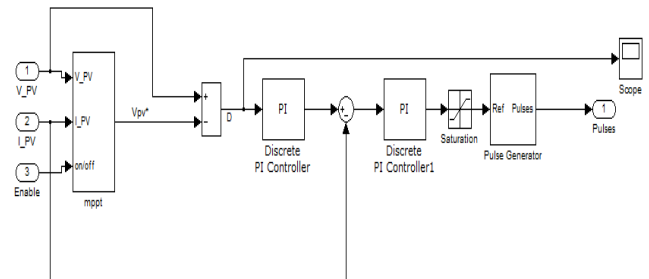 1
V_PV
2
I_PV
3
Enable
V_PV
I_PV
on/off
mppt
Vpv*
+
−
D
PI
Discrete
PI Controller
+
−
PI
Discrete
PI Controller1
Saturation
Ref Pulses
Pulse Generator
Scope
1
Pulses